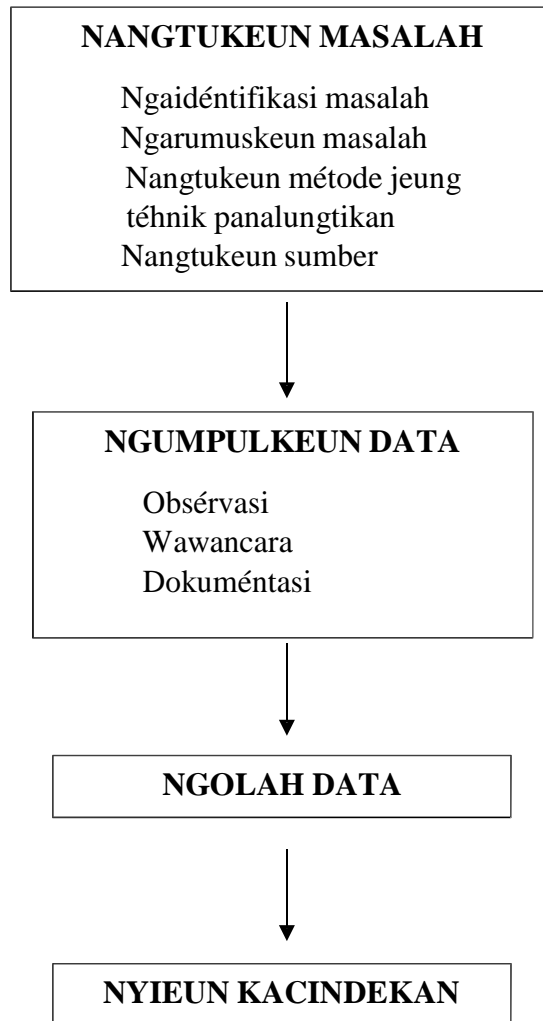 NANGTUKEUN MASALAH
Ngaidéntifikasi masalah
Ngarumuskeun masalah
Nangtukeun métode jeung
téhnik panalungtikan
Nangtukeun sumber
NGUMPULKEUN DATA
Obsérvasi
Wawancara
Dokuméntasi
NGOLAH DATA
NYIEUN KACINDEKAN